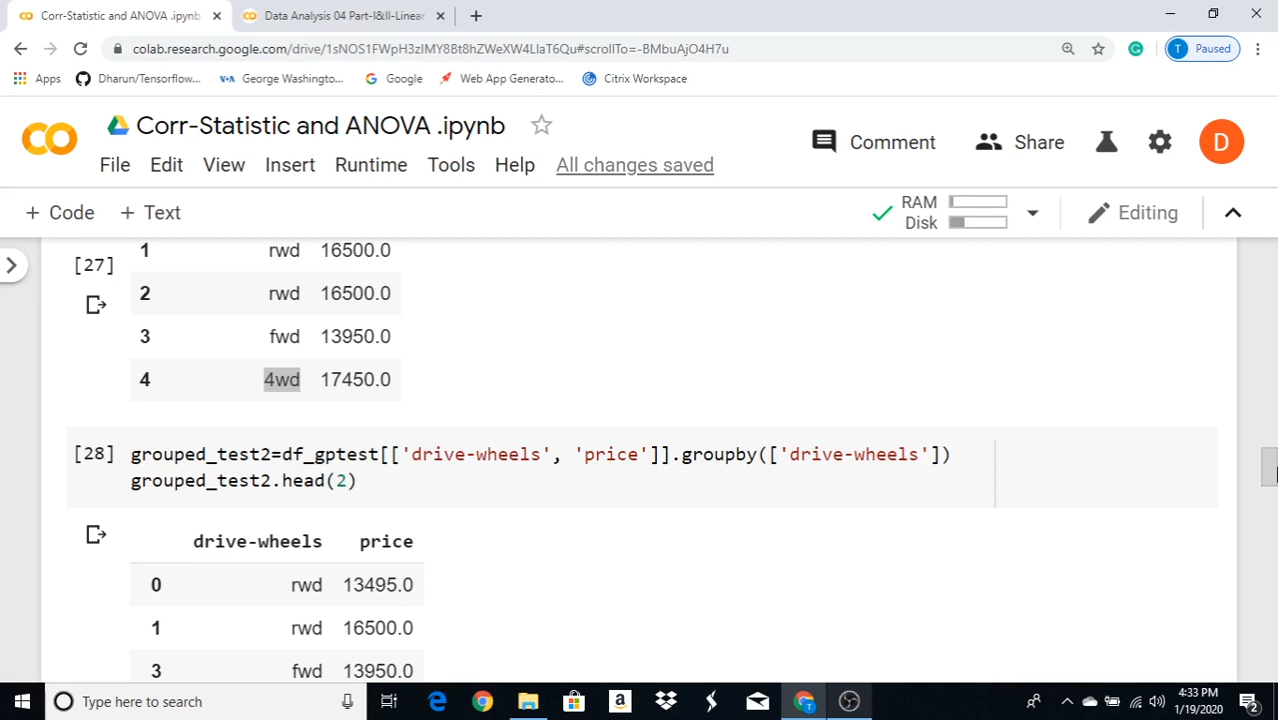 Corr-Statistic and ANOVA .ipynb
Data Analysis 04 Part-I&II-Linear
colab.research.google.com/drive/1sNOS1FWpH3zIMY8Bt8hZWeXW4LIaT6Qu#scrollTo=-BMbuAjO4H7u
T Paused
Apps
Dharun/Tensorflow...
George Washingto...
Google
Web App Generato...
Citrix Workspace
Corr-Statistic and ANOVA .ipynb
Comment
Share
D
File Edit View Insert Runtime Tools Help All changes saved
+ Code + Text
RAM
Disk
Editing
1 rwd 16500.0
[27]
2 rwd 16500.0
3 fwd 13950.0
4 4wd 17450.0
[28] grouped_test2=df_gptest[['drive-wheels', 'price']].groupby(['drive-wheels'])
grouped_test2.head(2)
drive-wheels price
0 rwd 13495.0
1 rwd 16500.0
3 fwd 13950.0
Type here to search
4:33 PM
1/19/2020
2